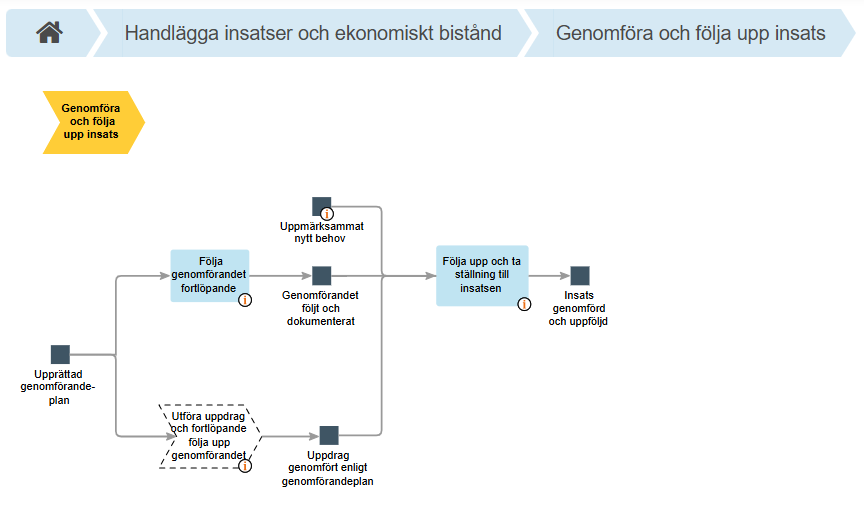 Handlägga insatser och ekonomiskt bistånd
Genomföra och följa upp insats
Genomföra
och följa
upp insats
Uppmärksammat
nytt behov
Följa
genomförandet
fortlöpande
i
Genomförandet
följt och
dokumenterat
Följa upp och ta
ställning till
insatsen
i
Insats
genomförd
och uppföljd
Upprättad
genomförande-
plan
Utföra uppdrag
och fortlöpande
följa upp
genomförandet
i
Uppdrag
genomfört enligt
genomförandeplan